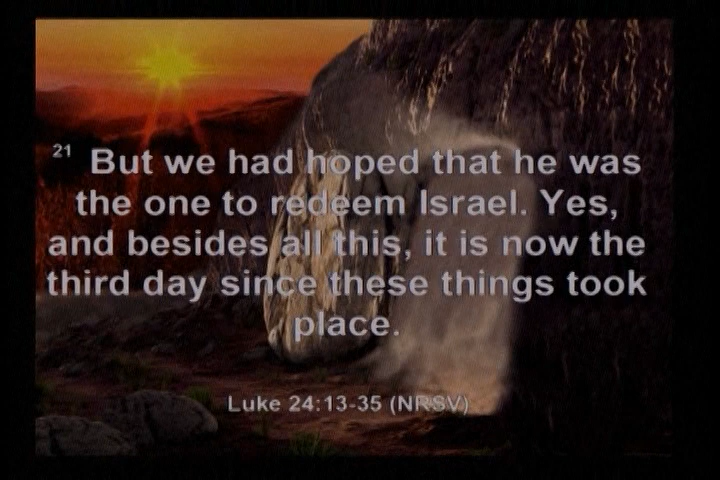 21 But we had hoped that he was
the one to redeem Israel. Yes,
and besides all this, it is now the
third day since these things took
place.
Luke 24:13-35 (NRSV)